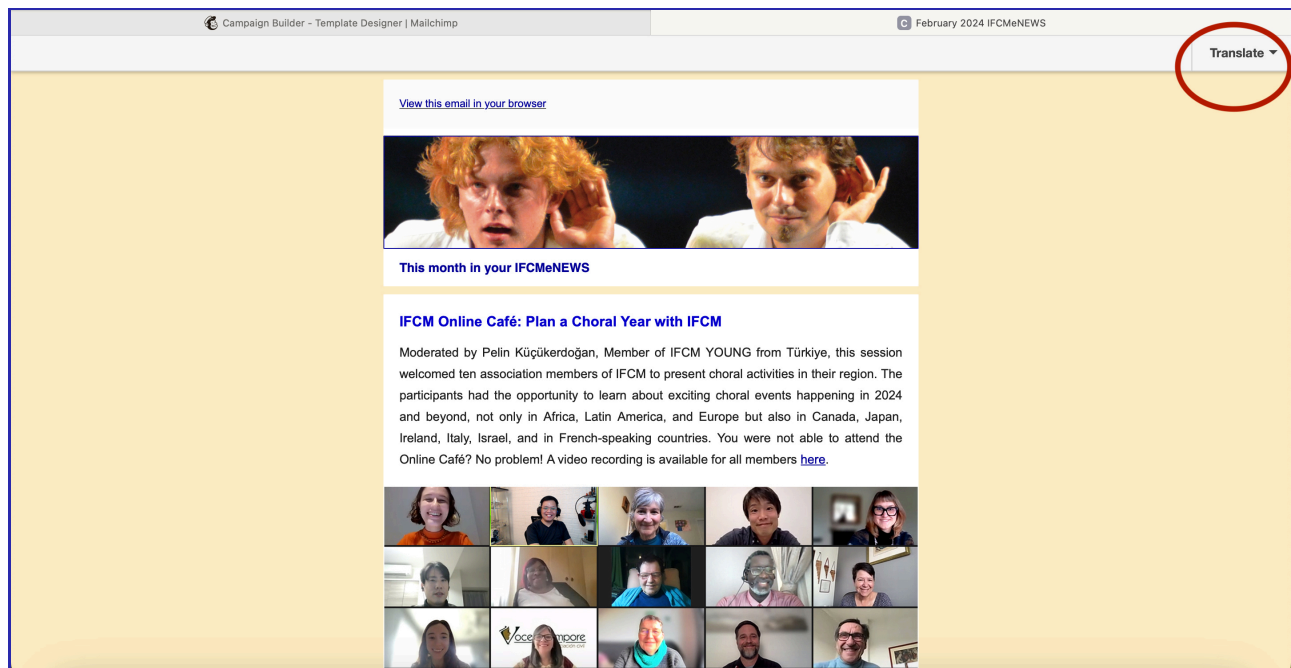 Campaign Builder - Template Designer | Mailchimp
C February 2024 IFCMeNEWS
Translate
View this email in your browser
This month in your IFCMeNEWS
IFCM Online Café: Plan a Choral Year with IFCM
Moderated by Pelin Küçükerdoğan, Member of IFCM YOUNG from Türkiye, this session
welcomed ten association members of IFCM to present choral activities in their region. The
participants had the opportunity to learn about exciting choral events happening in 2024
and beyond, not only in Africa, Latin America, and Europe but also in Canada, Japan,
Ireland, Italy, Israel, and in French-speaking countries. You were not able to attend the
Online Café? No problem! A video recording is available for all members here.